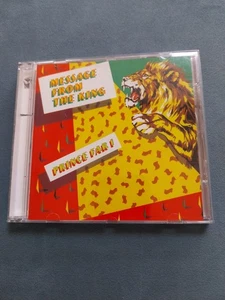 MESSAGE
FROM
THE KING
PRINCE FAR I